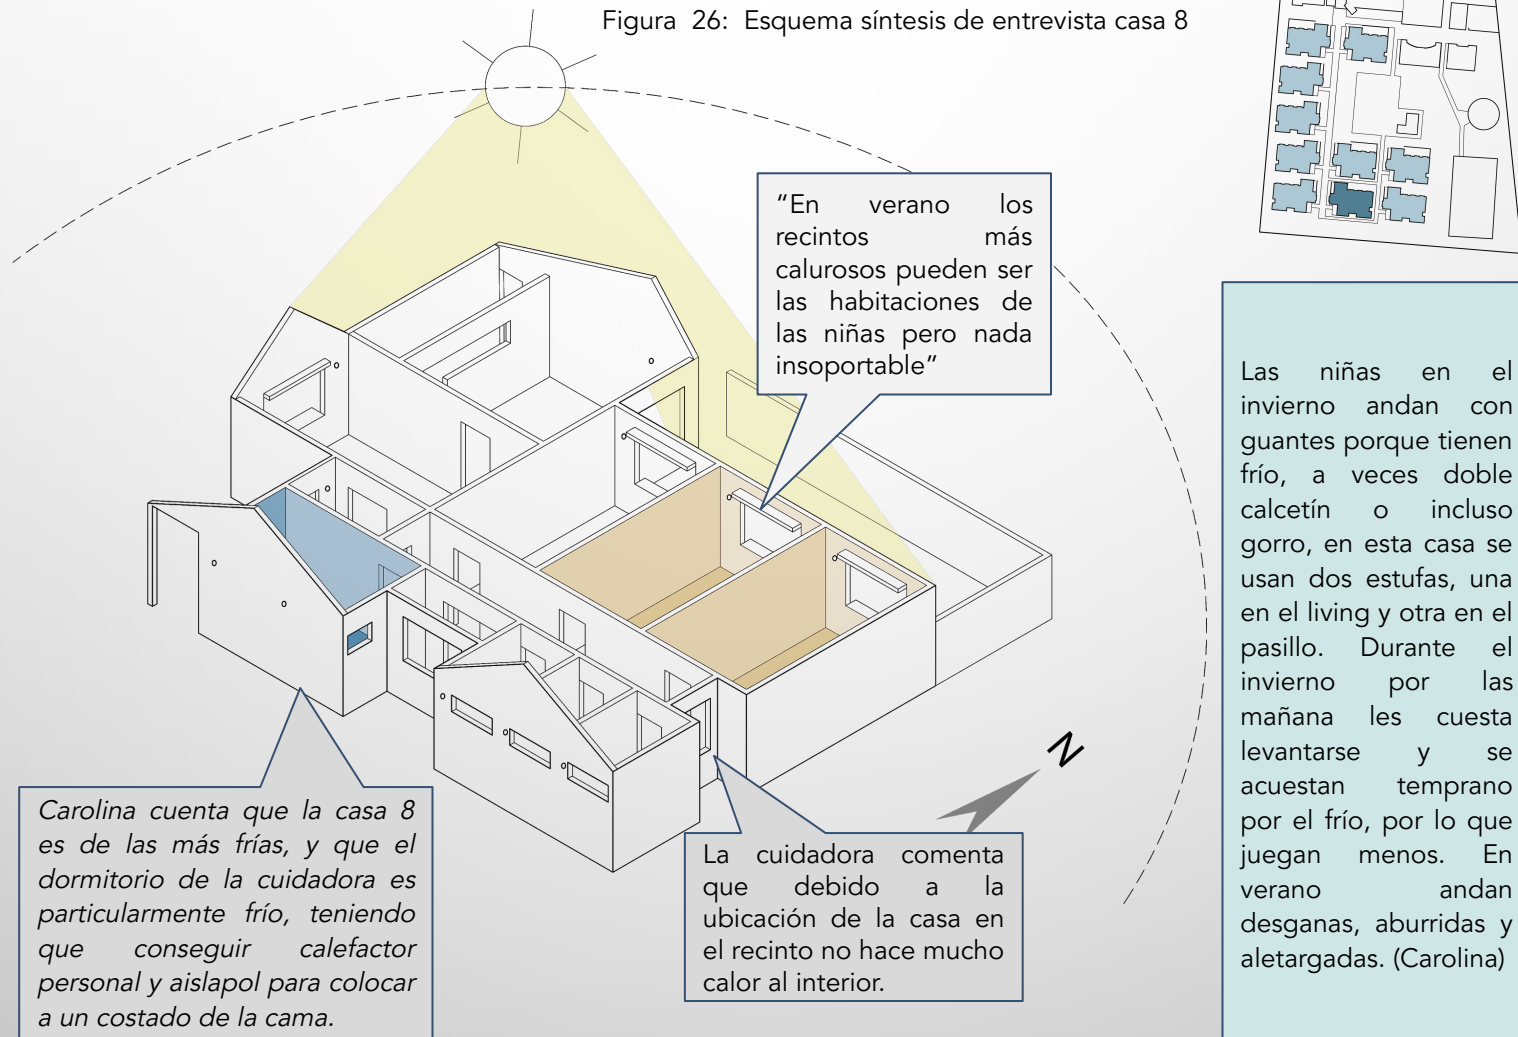 Figura 26: Esquema síntesis de entrevista casa 8
“En verano los
recintos más
calurosos pueden ser
las habitaciones de
las niñas pero nada
insoportable”
Las niñas en el
invierno andan con
guantes porque tienen
frío, a veces doble
calcetín o incluso
gorro, en esta casa se
usan dos estufas, una
en el living y otra en el
pasillo. Durante el
invierno por las
mañana les cuesta
levantarse y se
acuestan temprano
por el frío, por lo que
juegan menos. En
verano andan
desganas, aburridas y
aletargadas. (Carolina)
N
Carolina cuenta que la casa 8
es de las más frías, y que el
dormitorio de la cuidadora es
particularmente frío, teniendo
que conseguir calefactor
personal y aislapol para colocar
a un costado de la cama.
La cuidadora comenta
que debido a la
ubicación de la casa en
el recinto no hace mucho
calor al interior.